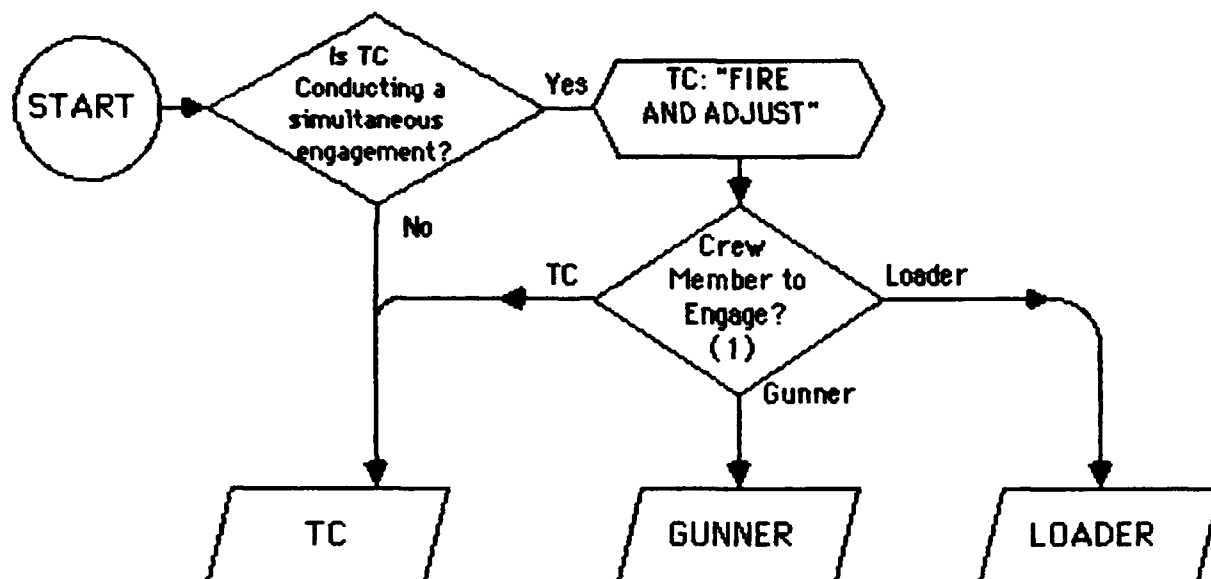 START
Is TC
Conducting a
simultaneous
engagement?
Yes
TC: "FIRE
AND ADJUST"
No
TC
Crew
Member to
Engage?
(1)
Loader
Gunner
TC
GUNNER
LOADER